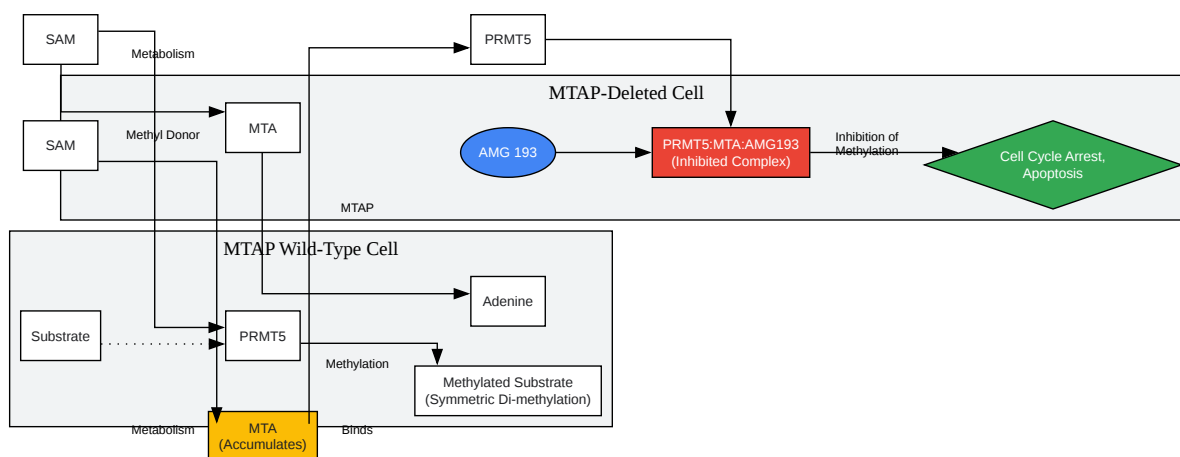 SAM
Metabolism
PRMT5
MTAP-Deleted Cell
SAM
Methyl Donor
MTA
AMG 193
PRMT5:MTA:AMG193
(Inhibited Complex)
Inhibition of
Methylation
Cell Cycle Arrest,
Apoptosis
MTAP
MTAP Wild-Type Cell
Adenine
Substrate
PRMT5
Methylation
Methylated Substrate
(Symmetric Di-methylation)
Metabolism
MTA
(Accumulates)
Binds